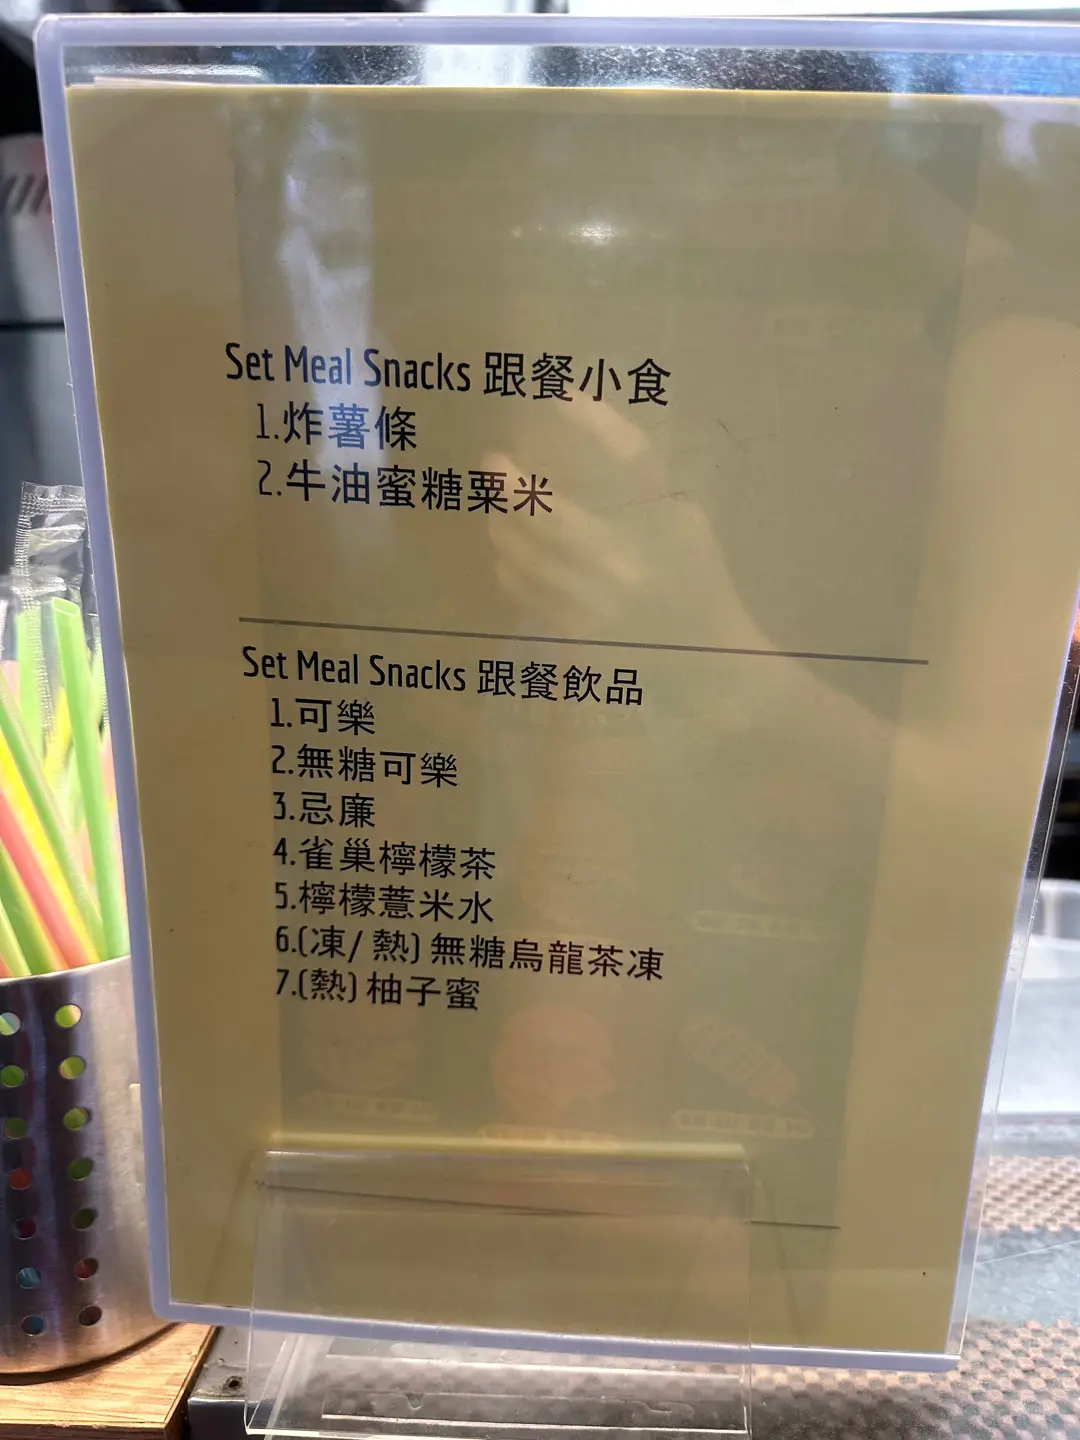 Set Meal Snacks 跟餐小食
1.炸薯條
2.牛油蜜糖粟米
Set Meal Snacks 跟餐飲品
1.可樂
2.無糖可樂
3.忌廉
4.雀巢檸檬茶
5.檸檬薏米水
6.(凍/ 熱) 無糖烏龍茶凍
7.(熱) 柚子蜜